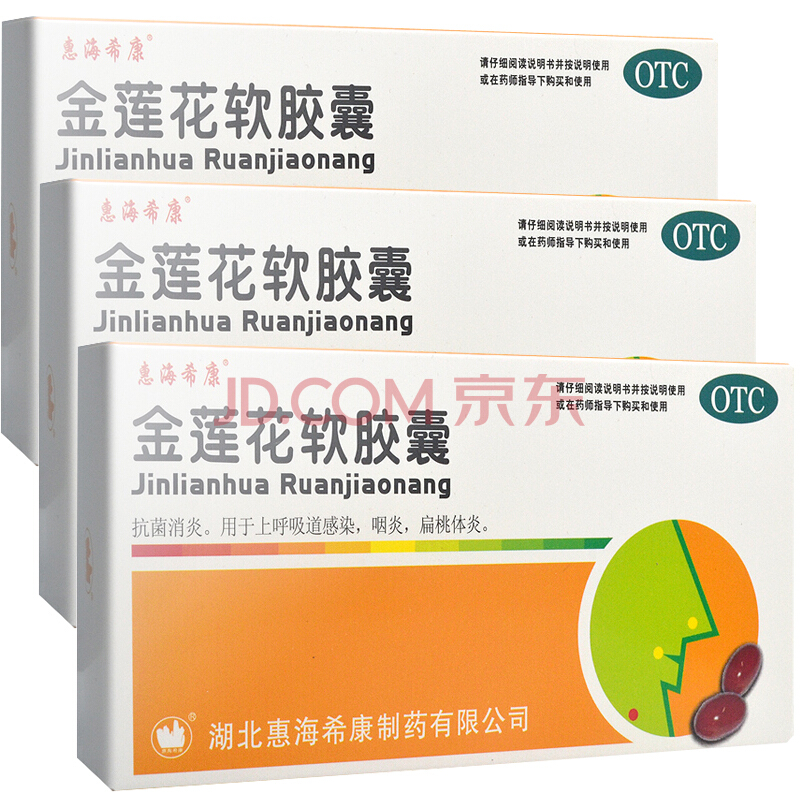 惠海希康®
金莲花软胶囊
Jinlianhua Ruanjiaonang
请仔细阅读说明书并按说明使用
或在药师指导下购买和使用
OTC
惠海希康®
金莲花软胶囊
Jinlianhua Ruanjiaonang
请仔细阅读说明书并按说明使用
或在药师指导下购买和使用
OTC
惠海希康®
JD.COM 京东
金莲花软胶囊
Jinlianhua Ruanjiaonang
请仔细阅读说明书并按说明使用
或在药师指导下购买和使用
OTC
抗菌消炎。用于上呼吸道感染，咽炎，扁桃体炎。
®
湖北惠海希康制药有限公司